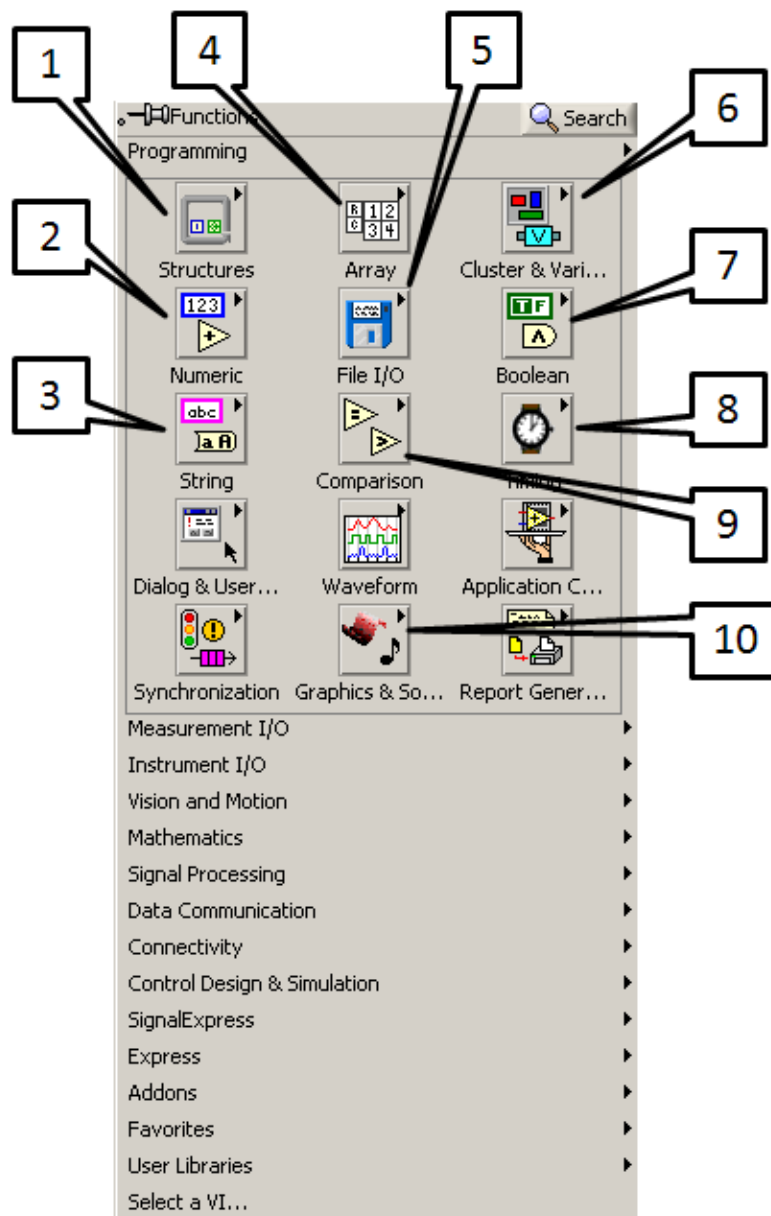 1
4
5
6
Functions
Search
Programming
2
7
Structures
Array
Cluster & Vari...
123
Numeric
File I/O
Boolean
3
8
abc
a A
String
Comparison
9
Dialog & User...
Waveform
Application C...
10
Synchronization
Graphics & So...
Report Gener...
Measurement I/O
Instrument I/O
Vision and Motion
Mathematics
Signal Processing
Data Communication
Connectivity
Control Design & Simulation
SignalExpress
Express
Addons
Favorites
User Libraries
Select a VI...